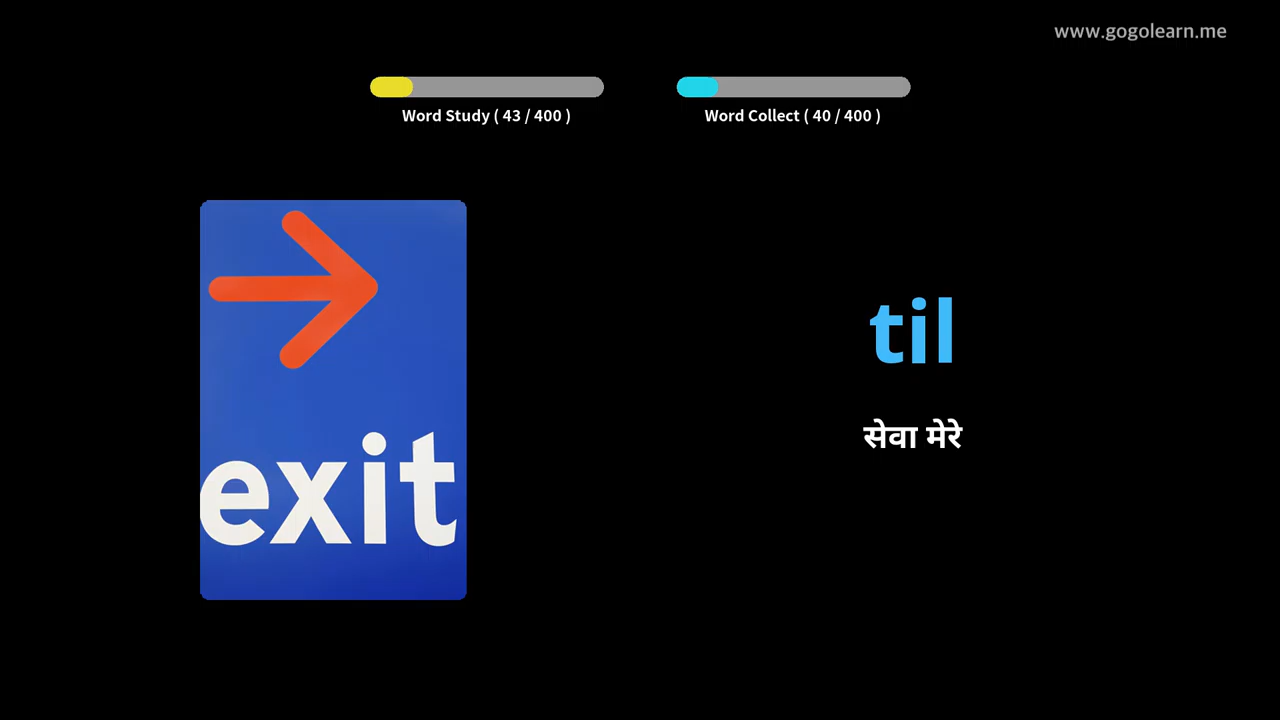 www.gogolearn.me
Word Study ( 43 / 400 )
Word Collect ( 40 / 400 )
exit
til
सेवा मेरे